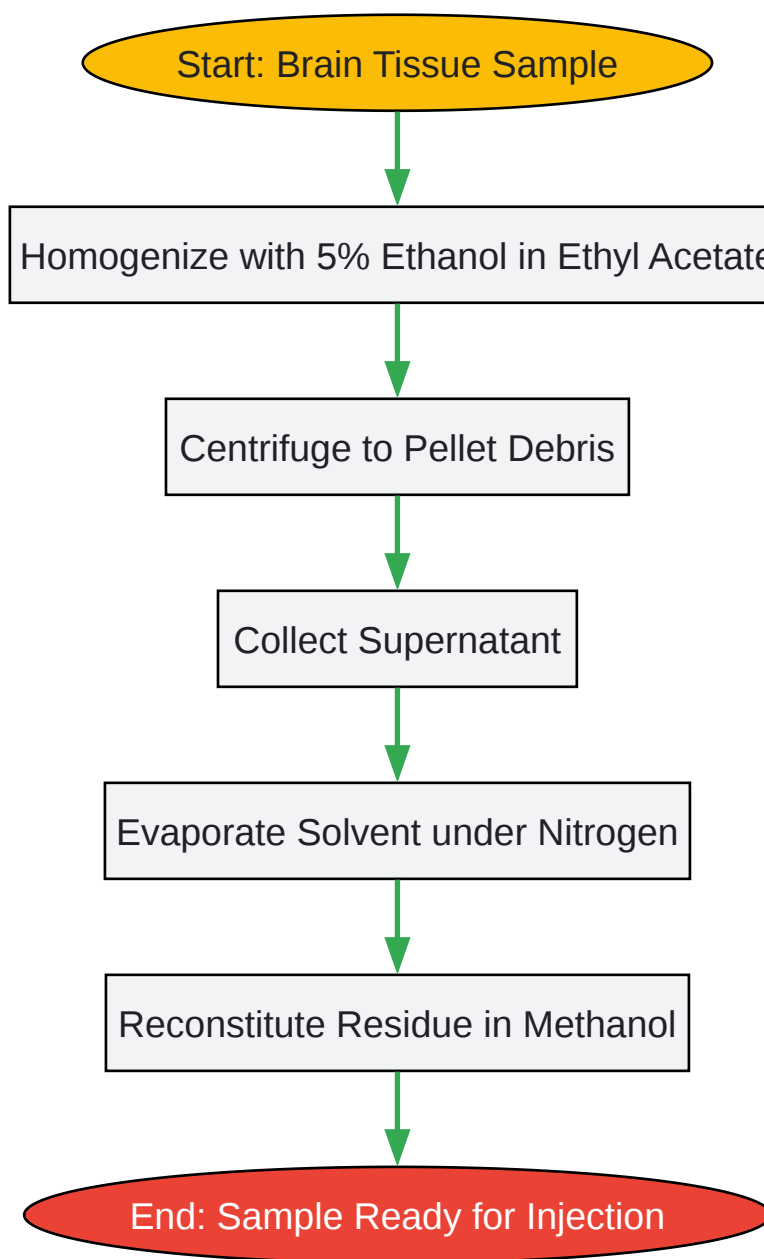 Start: Brain Tissue Sample
Homogenize with 5% Ethanol in Ethyl Acetate
Centrifuge to Pellet Debris
Collect Supernatant
Evaporate Solvent under Nitrogen
Reconstitute Residue in Methanol
End: Sample Ready for Injection